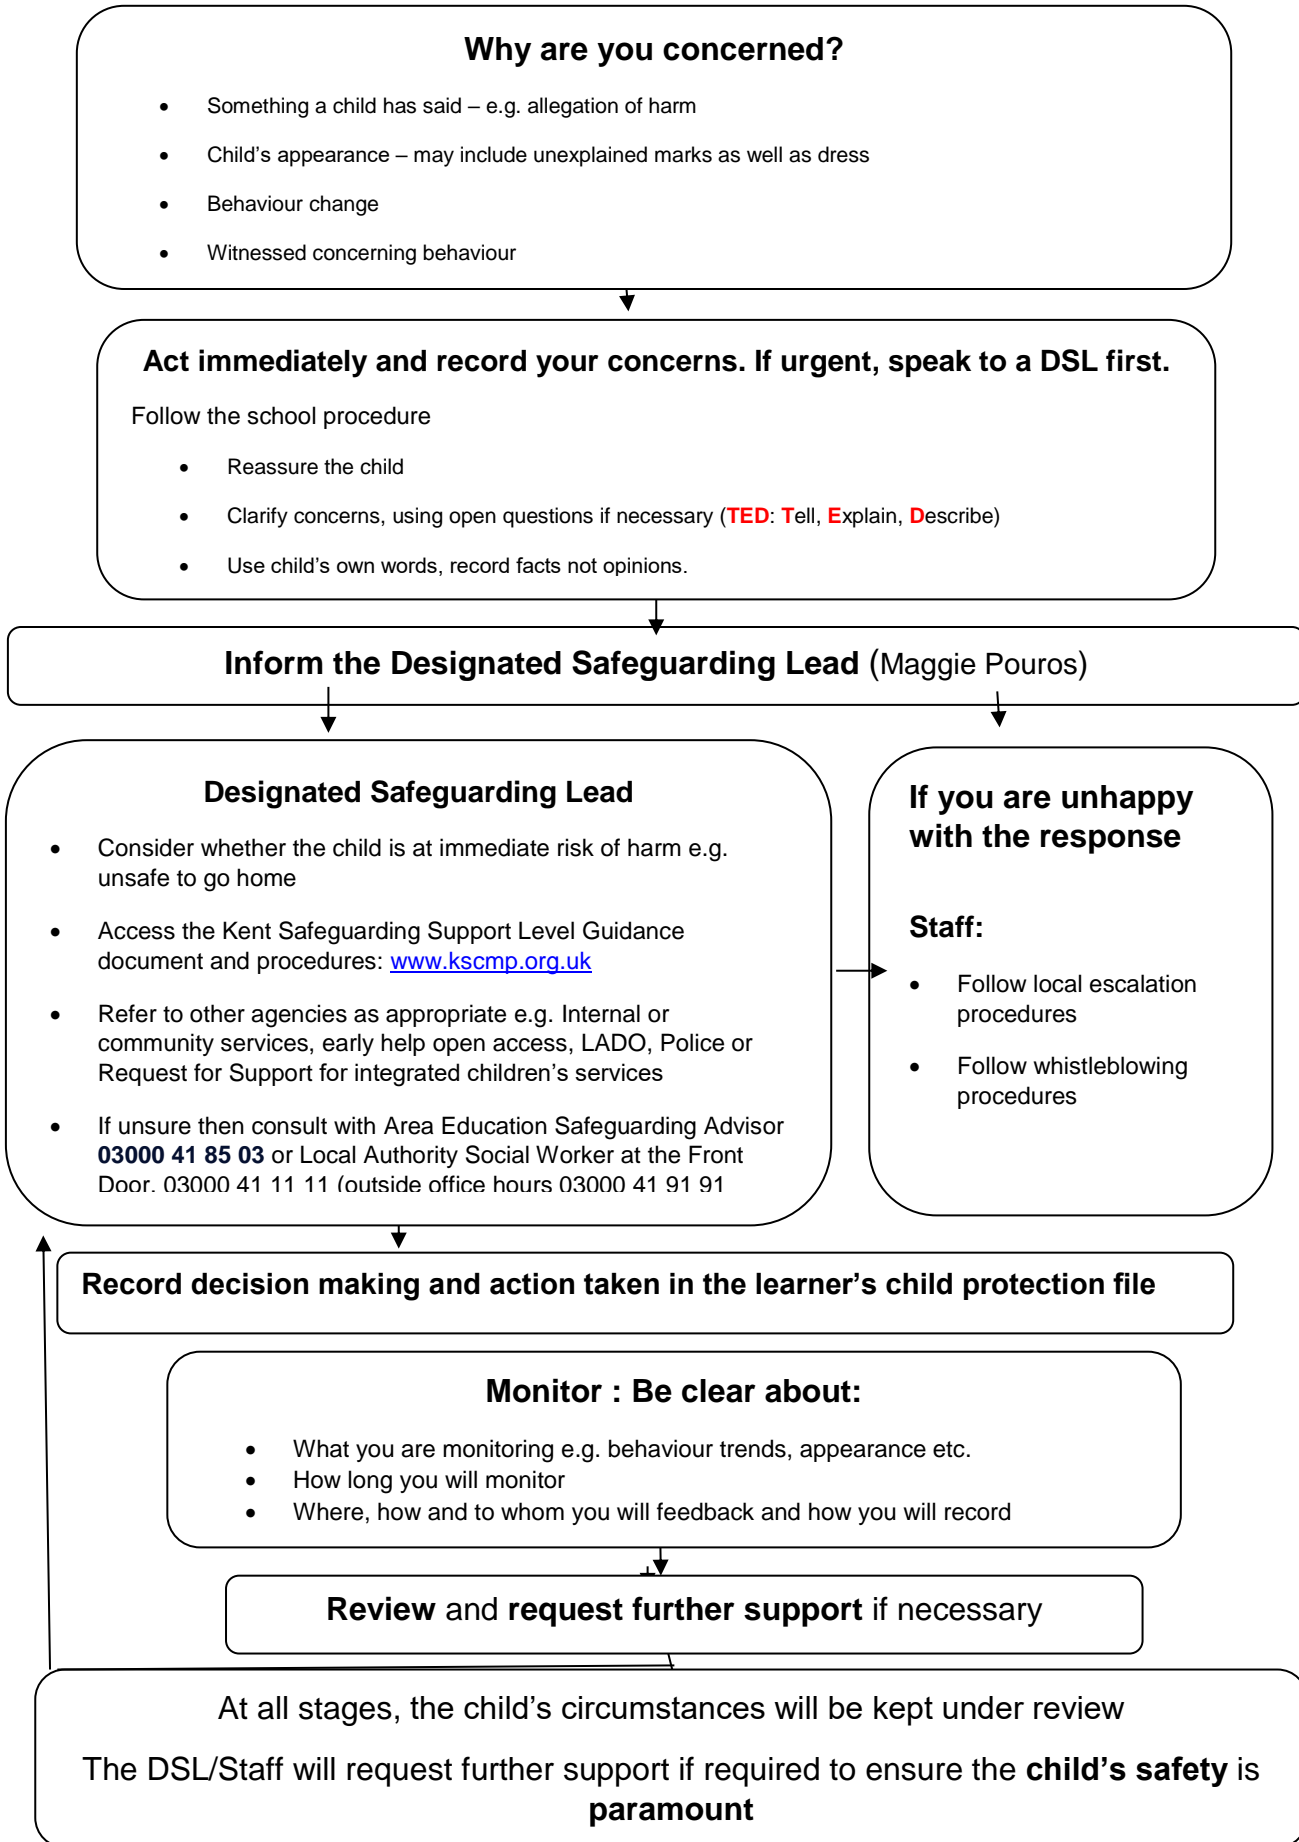 Why are you concerned?
• Something a child has said – e.g. allegation of harm
• Child's appearance – may include unexplained marks as well as dress
• Behaviour change
• Witnessed concerning behaviour
Act immediately and record your concerns. If urgent, speak to a DSL first.
Follow the school procedure
• Reassure the child
• Clarify concerns, using open questions if necessary (TED: Tell, Explain, Describe)
• Use child's own words, record facts not opinions.
Inform the Designated Safeguarding Lead (Maggie Pouros)
Designated Safeguarding Lead
• Consider whether the child is at immediate risk of harm e.g.
unsafe to go home
• Access the Kent Safeguarding Support Level Guidance
document and procedures: www.kscmp.org.uk
• Refer to other agencies as appropriate e.g. Internal or
community services, early help open access, LADO, Police or
Request for Support for integrated children's services
• If unsure then consult with Area Education Safeguarding Advisor
03000 41 85 03 or Local Authority Social Worker at the Front
Door. 03000 41 11 11 (outside office hours 03000 41 91 91
If you are unhappy
with the response
Staff:
• Follow local escalation
procedures
• Follow whistleblowing
procedures
Record decision making and action taken in the learner's child protection file
Monitor : Be clear about:
• What you are monitoring e.g. behaviour trends, appearance etc.
• How long you will monitor
• Where, how and to whom you will feedback and how you will record
Review and request further support if necessary
At all stages, the child's circumstances will be kept under review
The DSL/Staff will request further support if required to ensure the child's safety is
paramount